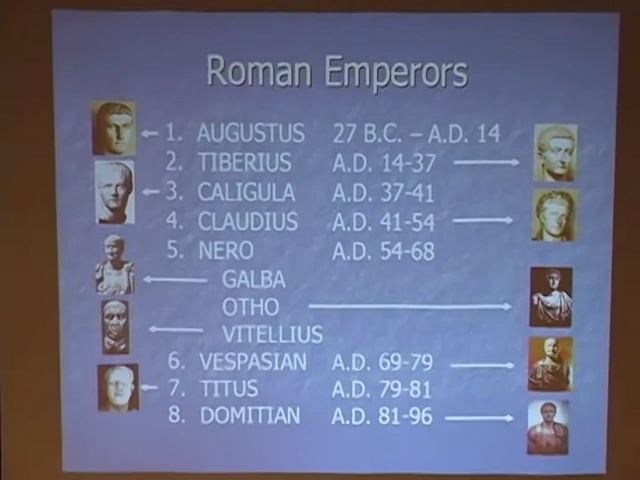 Roman Emperors
1. AUGUSTUS 27 B.C. – A.D. 14
2. TIBERIUS A.D. 14-37
3. CALIGULA A.D. 37-41
4. CLAUDIUS A.D. 41-54
5. NERO A.D. 54-68
GALBA
OTHO
VITELLIUS
6. VESPASIAN A.D. 69-79
7. TITUS A.D. 79-81
8. DOMITIAN A.D. 81-96